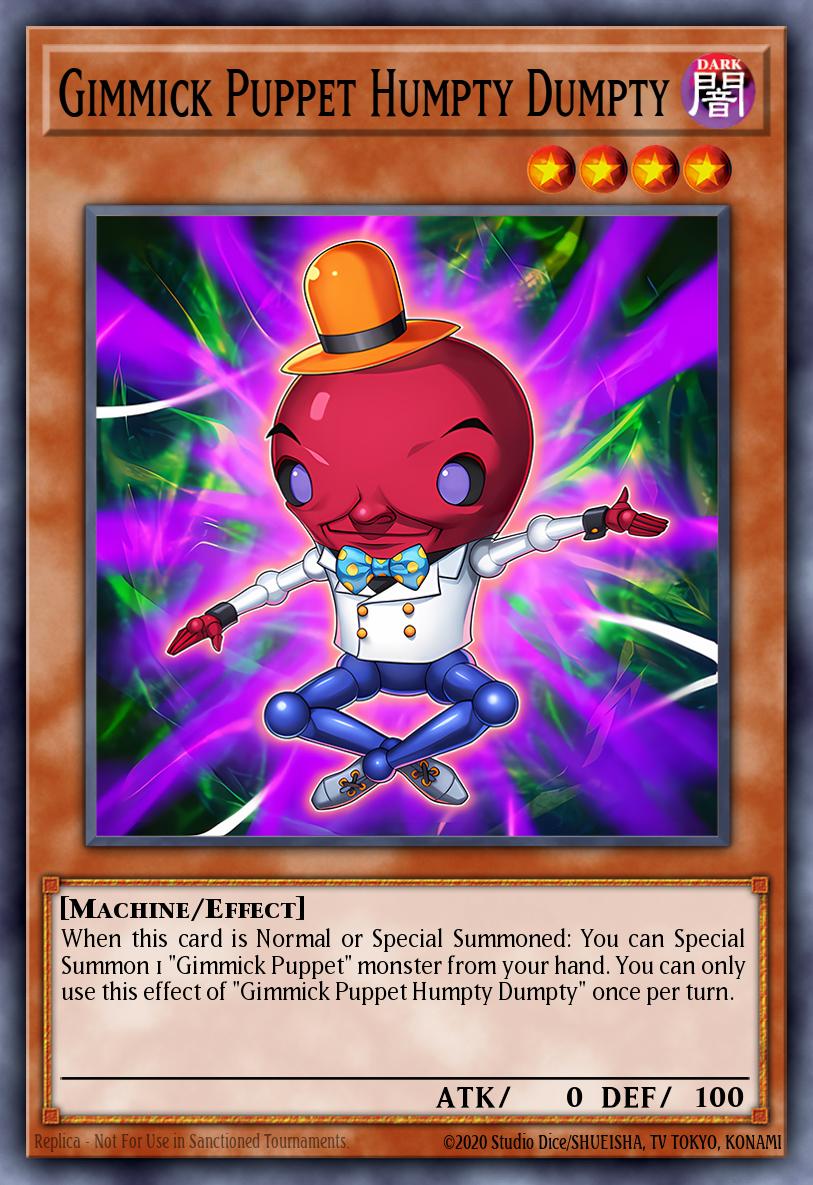 Gimmick Puppet Humpty Dumpty
DARK
闇
[Machine/Effect]
When this card is Normal or Special Summoned: You can Special
Summon 1 "Gimmick Puppet" monster from your hand. You can only
use this effect of "Gimmick Puppet Humpty Dumpty" once per turn.
ATK/ 0 DEF/ 100
Replica - Not For Use in Sanctioned Tournaments.
©2020 Studio Dice/SHUEISHA, TV TOKYO, KONAMI